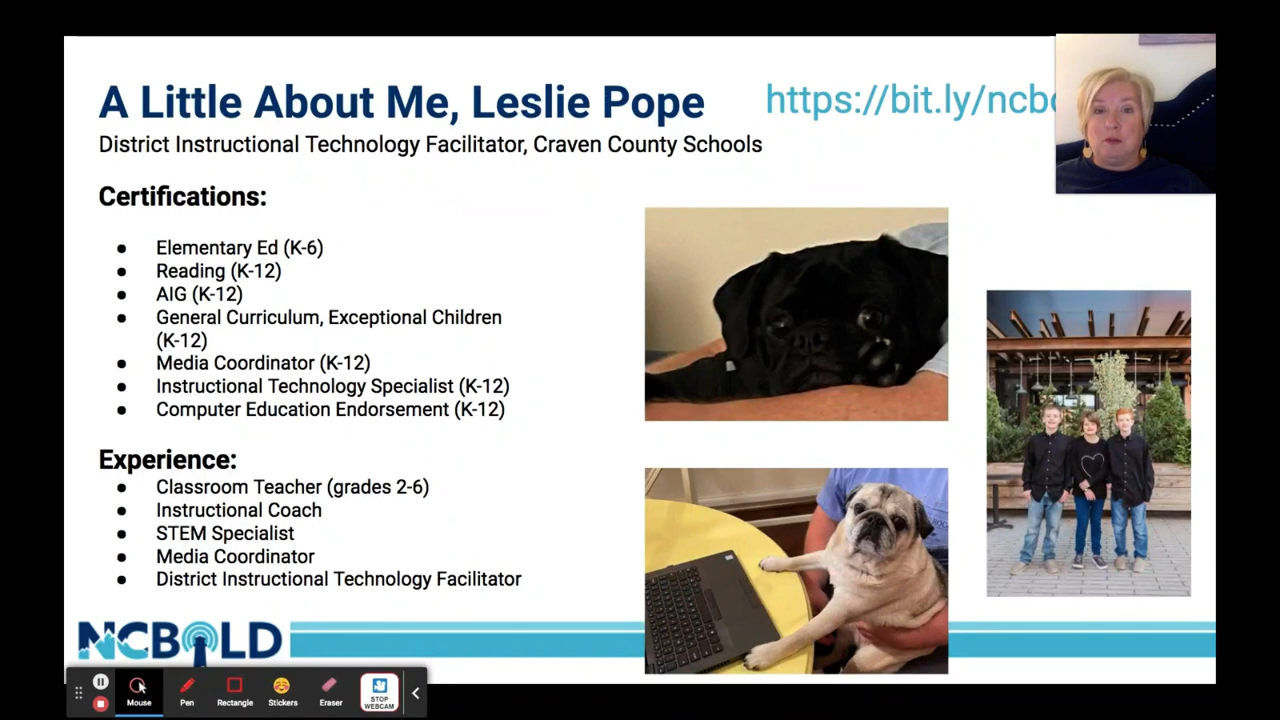 A Little About Me, Leslie Pope
https://bit.ly/ncb
District Instructional Technology Facilitator, Craven County Schools
Certifications:
● Elementary Ed (K-6)
● Reading (K-12)
● AIG (K-12)
● General Curriculum, Exceptional Children
(K-12)
● Media Coordinator (K-12)
● Instructional Technology Specialist (K-12)
● Computer Education Endorsement (K-12)
Experience:
● Classroom Teacher (grades 2-6)
● Instructional Coach
● STEM Specialist
● Media Coordinator
● District Instructional Technology Facilitator
NCBOLD
Mouse
Pen
Rectangle
Stickers
Eraser
STOP
WEBCAM